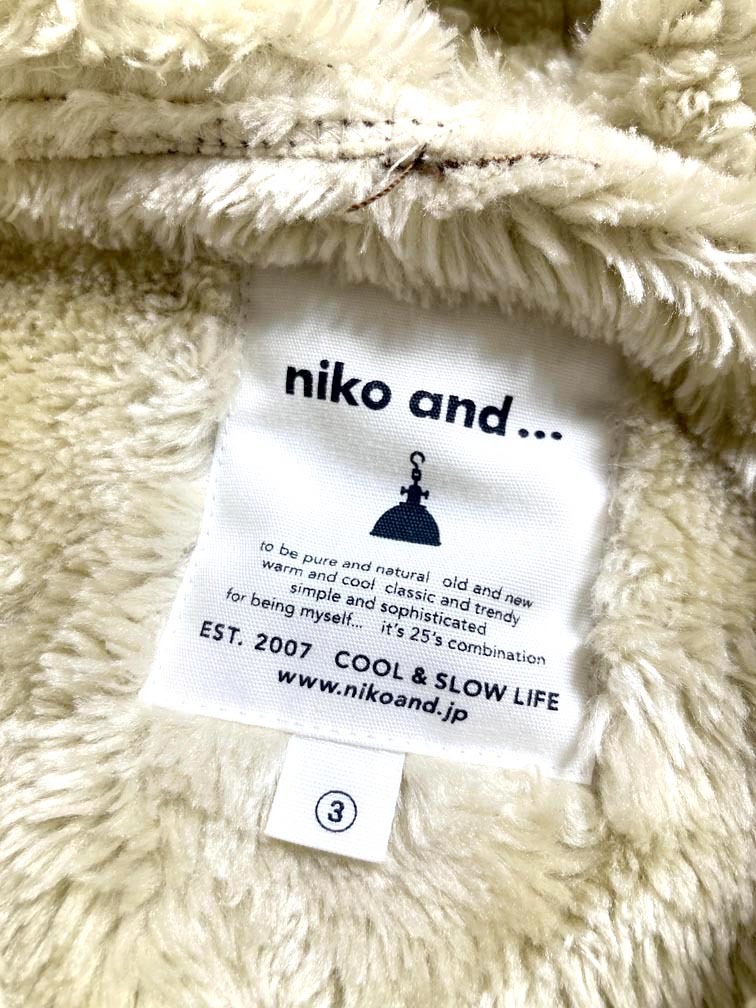 niko and...
to be pure and natural old and new
warm and cool classic and trendy
simple and sophisticated
for being myself... it's 25's combination
EST. 2007 COOL & SLOW LIFE
www.nikoand.jp
3